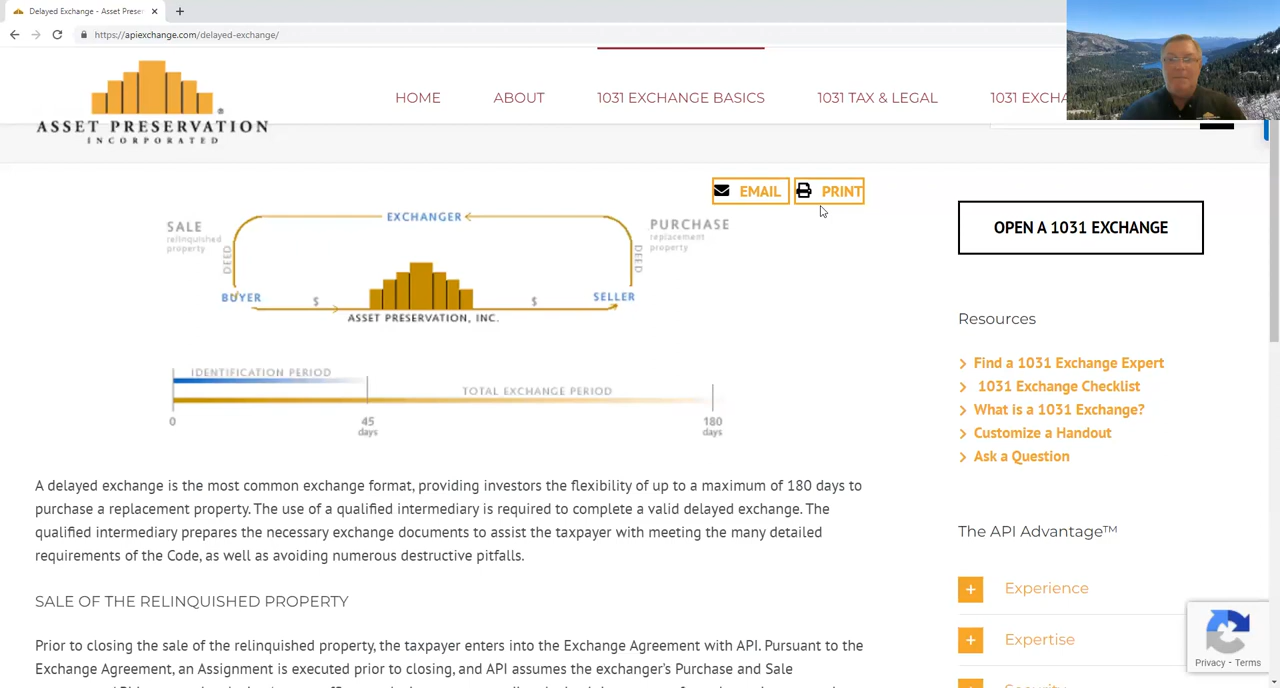 Delayed Exchange - Asset Prese
https://apiexchange.com/delayed-exchange/
ASSET PRESERVATION
INCORPORATED
HOME
ABOUT
1031 EXCHANGE BASICS
1031 TAX & LEGAL
1031 EXCHA
EMAIL
PRINT
SALE
relinquished
property
DEED
EXCHANGER
DEED
PURCHASE
replacement
property
BUYER
$
$
SELLER
ASSET PRESERVATION, INC.
IDENTIFICATION PERIOD
TOTAL EXCHANGE PERIOD
0
45
days
180
days
A delayed exchange is the most common exchange format, providing investors the flexibility of up to a maximum of 180 days to
purchase a replacement property. The use of a qualified intermediary is required to complete a valid delayed exchange. The
qualified intermediary prepares the necessary exchange documents to assist the taxpayer with meeting the many detailed
requirements of the Code, as well as avoiding numerous destructive pitfalls.
SALE OF THE RELINQUISHED PROPERTY
Prior to closing the sale of the relinquished property, the taxpayer enters into the Exchange Agreement with API. Pursuant to the
Exchange Agreement, an Assignment is executed prior to closing, and API assumes the exchanger's Purchase and Sale
OPEN A 1031 EXCHANGE
Resources
Find a 1031 Exchange Expert
1031 Exchange Checklist
What is a 1031 Exchange?
Customize a Handout
Ask a Question
The API Advantage™
Experience
Expertise
Privacy - Terms